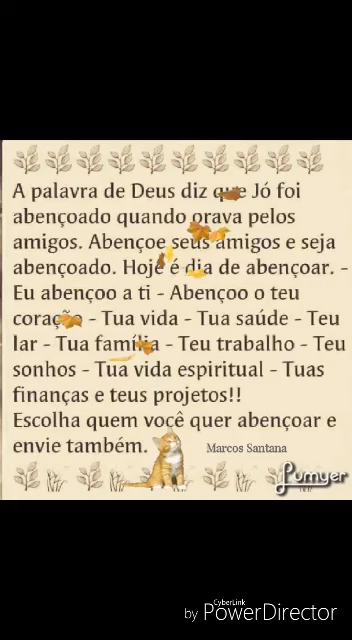 A palavra de Deus diz que Jó foi
abençoado quando orava pelos
amigos. Abençoe seus amigos e seja
abençoado. Hoje é dia de abençoar. -
Eu abençoo a ti - Abençoo o teu
coração - Tua vida - Tua saúde - Teu
lar - Tua família - Teu trabalho - Teu
sonhos - Tua vida espiritual - Tuas
finanças e teus projetos!!
Escolha quem você quer abençoar e
envie também.
Marcos Santana
Lumyer
CyberLink
by PowerDirector